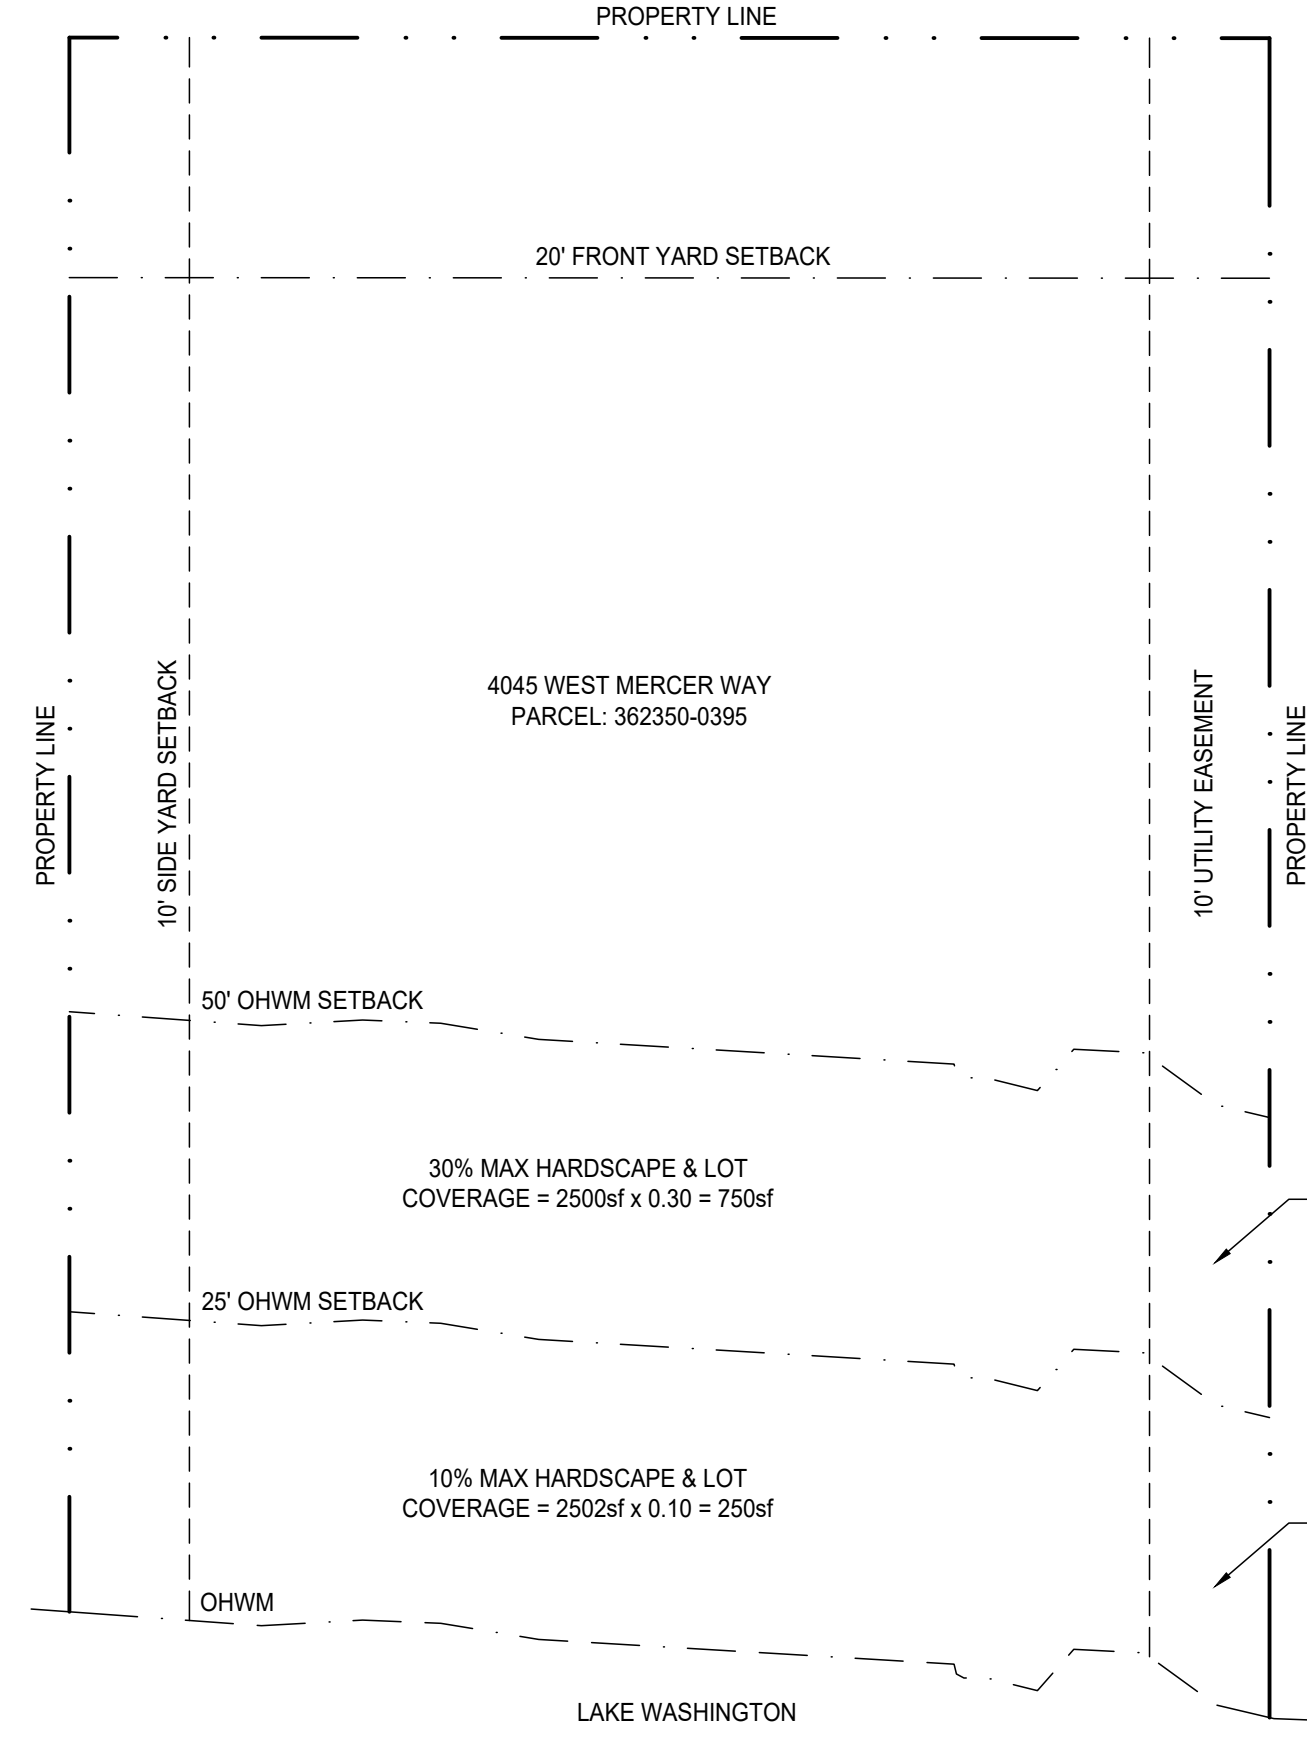 PROPERTY LINE
20' FRONT YARD SETBACK
4045 WEST MERCER WAY
PARCEL: 362350-0395
PROPERTY LINE
10' SIDE YARD SETBACK
10' UTILITY EASEMENT
PROPERTY LINE
50' OHWM SETBACK
30% MAX HARDSCAPE & LOT
COVERAGE = 2500sf x 0.30 = 750sf
25' OHWM SETBACK
10% MAX HARDSCAPE & LOT
COVERAGE = 2502sf x 0.10 = 250sf
OHWM
LAKE WASHINGTON